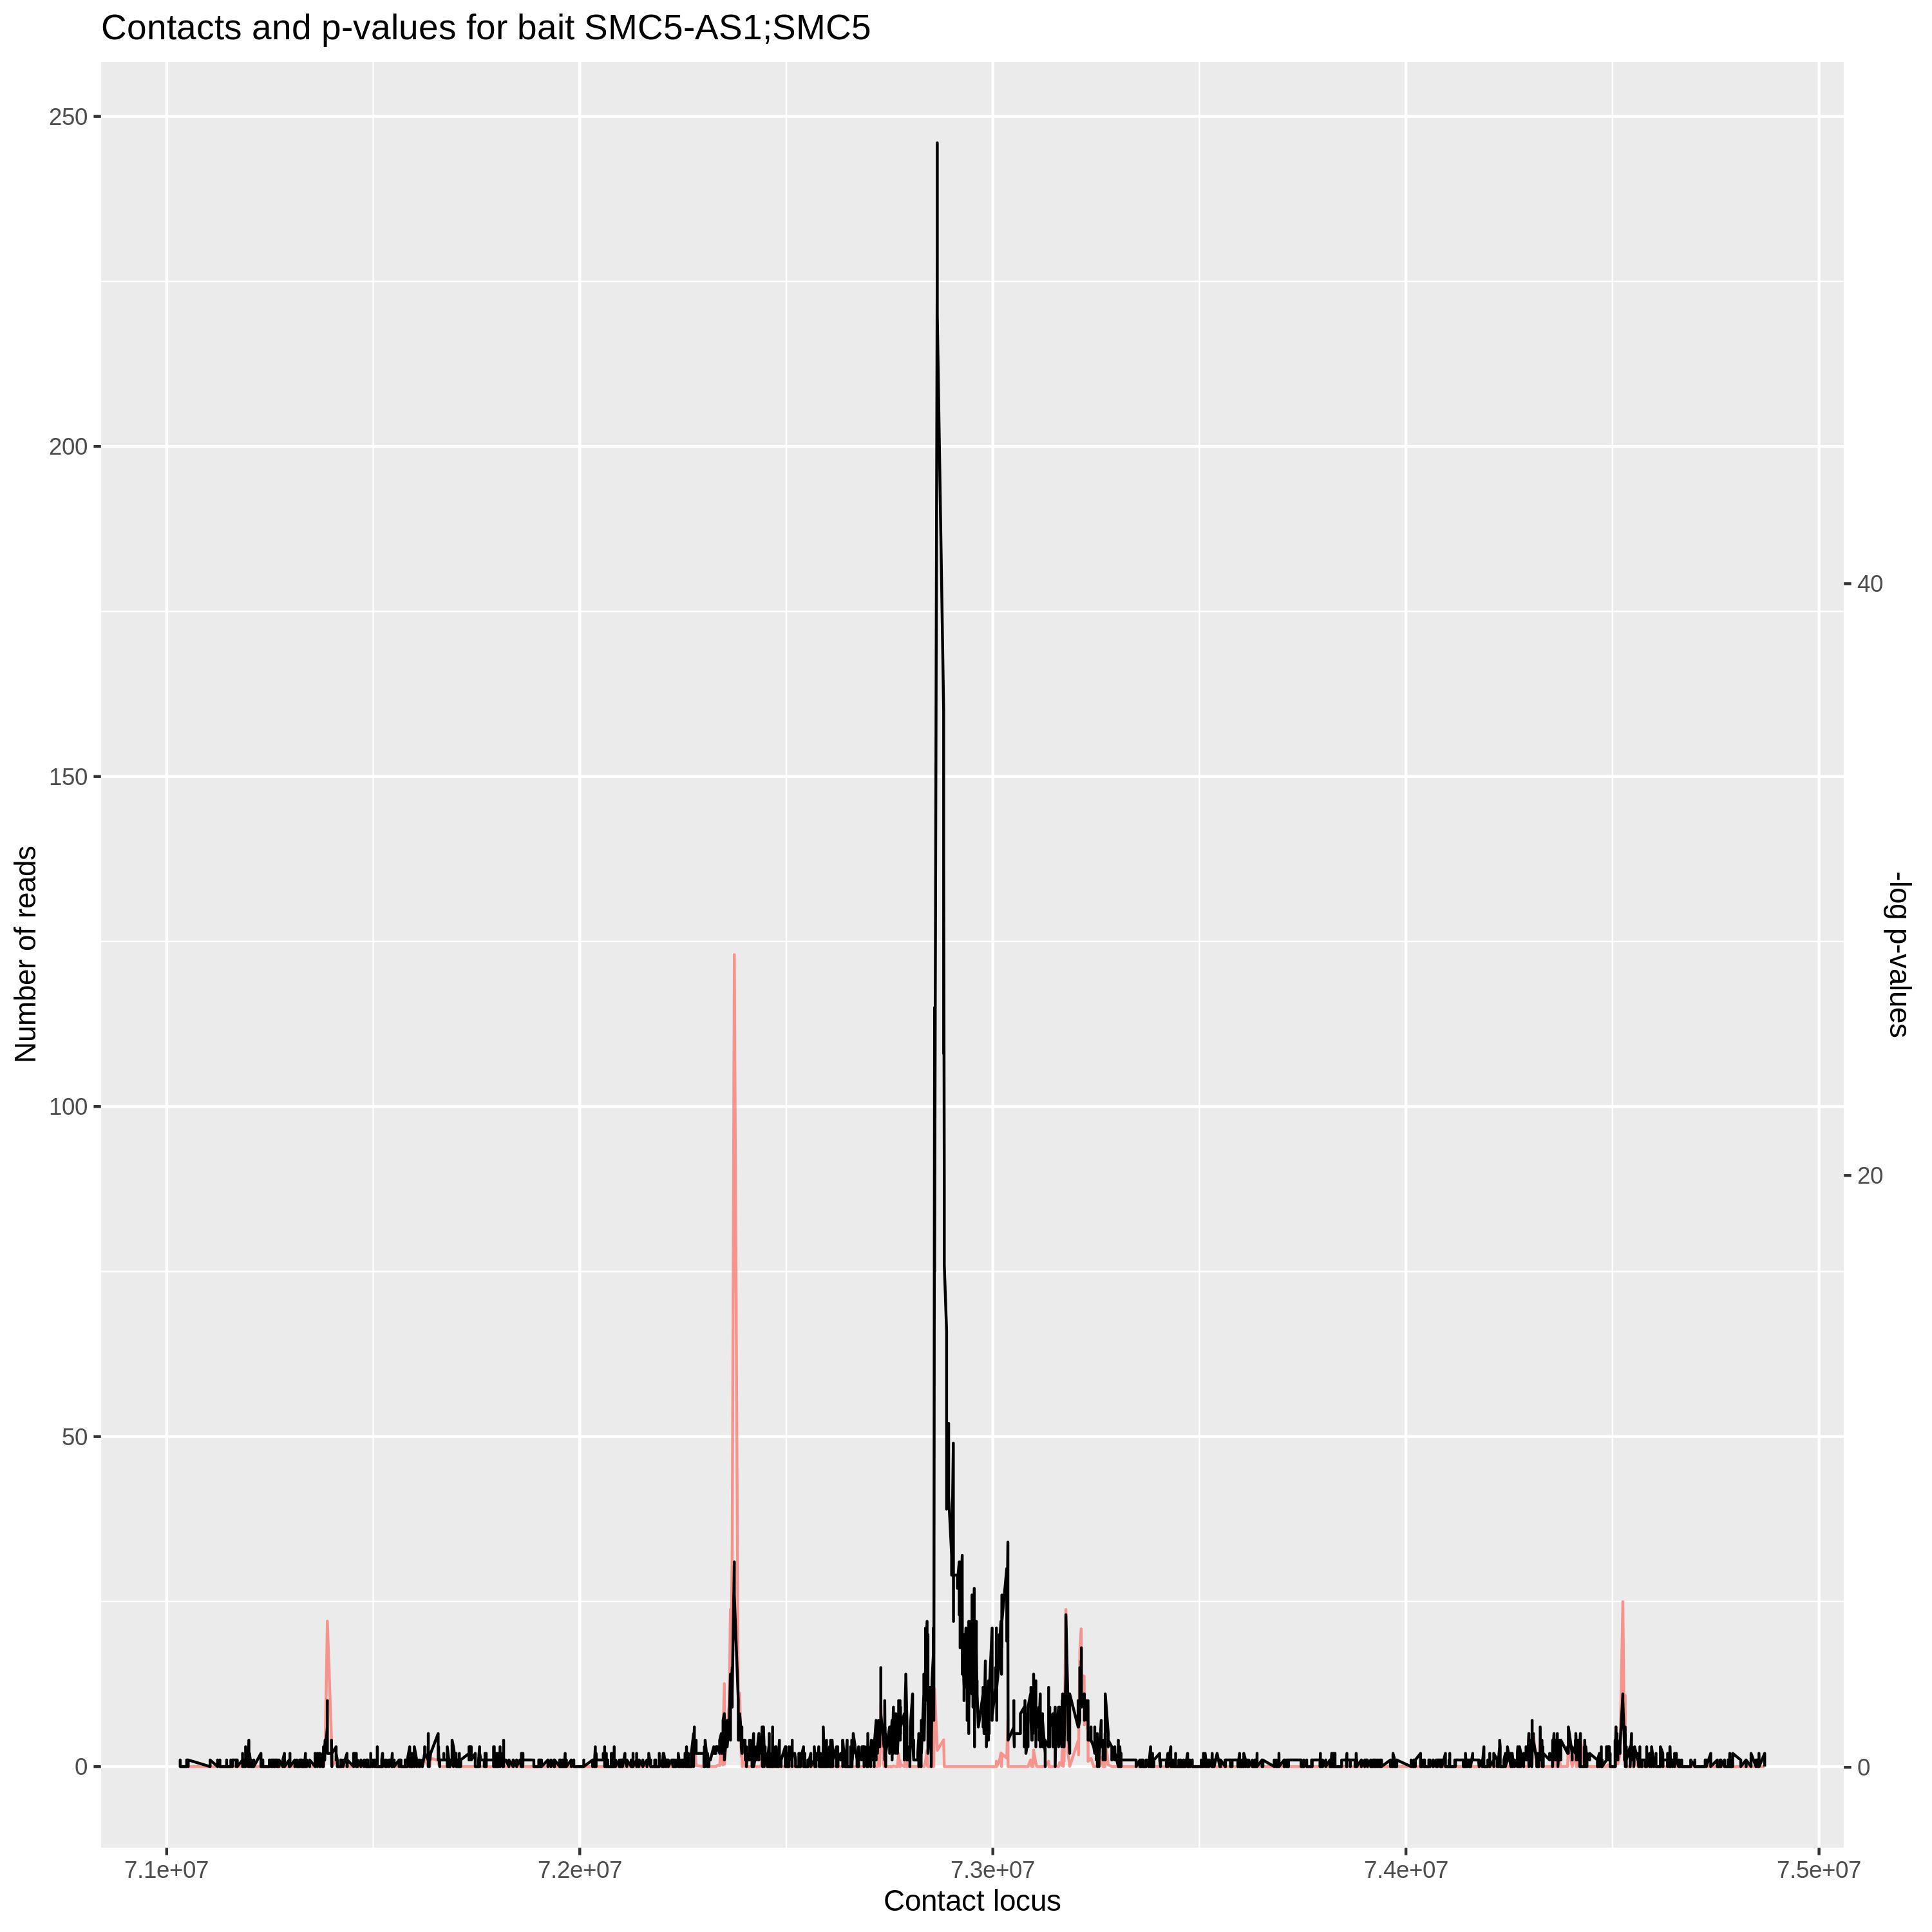 Contacts and p-values for bait SMC5-AS1;SMC5
250
200
150
100
50
0
Number of reads
40
20
0
-log p-values
7.1e+07 7.2e+07 7.3e+07 7.4e+07 7.5e+07
Contact locus